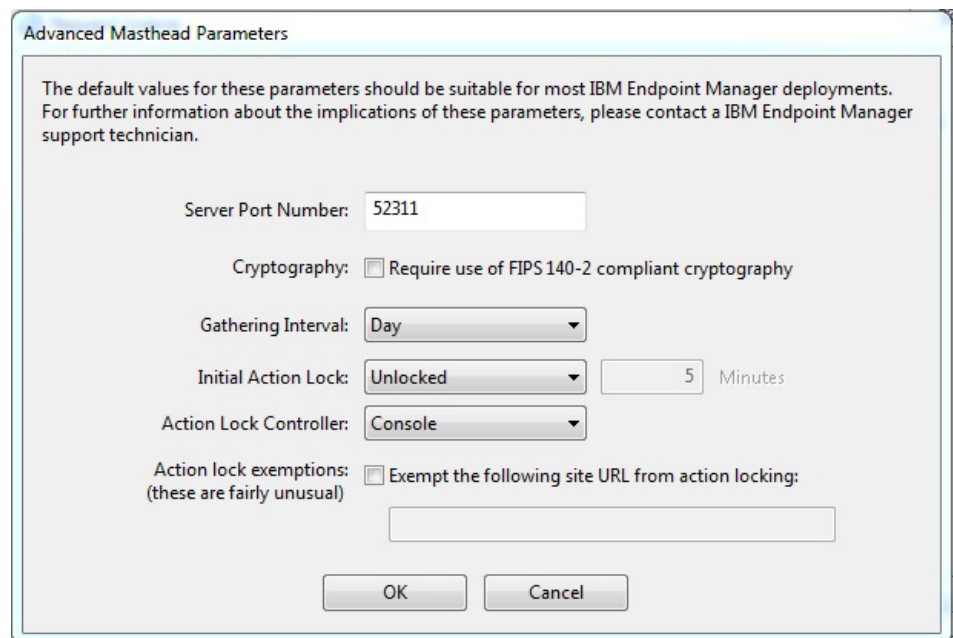 Advanced Masthead Parameters
The default values for these parameters should be suitable for most IBM Endpoint Manager deployments.
For further information about the implications of these parameters, please contact a IBM Endpoint Manager
support technician.
Server Port Number: 52311
Cryptography: Require use of FIPS 140-2 compliant cryptography
Gathering Interval: Day
Initial Action Lock: Unlocked 5 Minutes
Action Lock Controller: Console
Action lock exemptions: Exempt the following site URL from action locking:
(these are fairly unusual)
OK Cancel